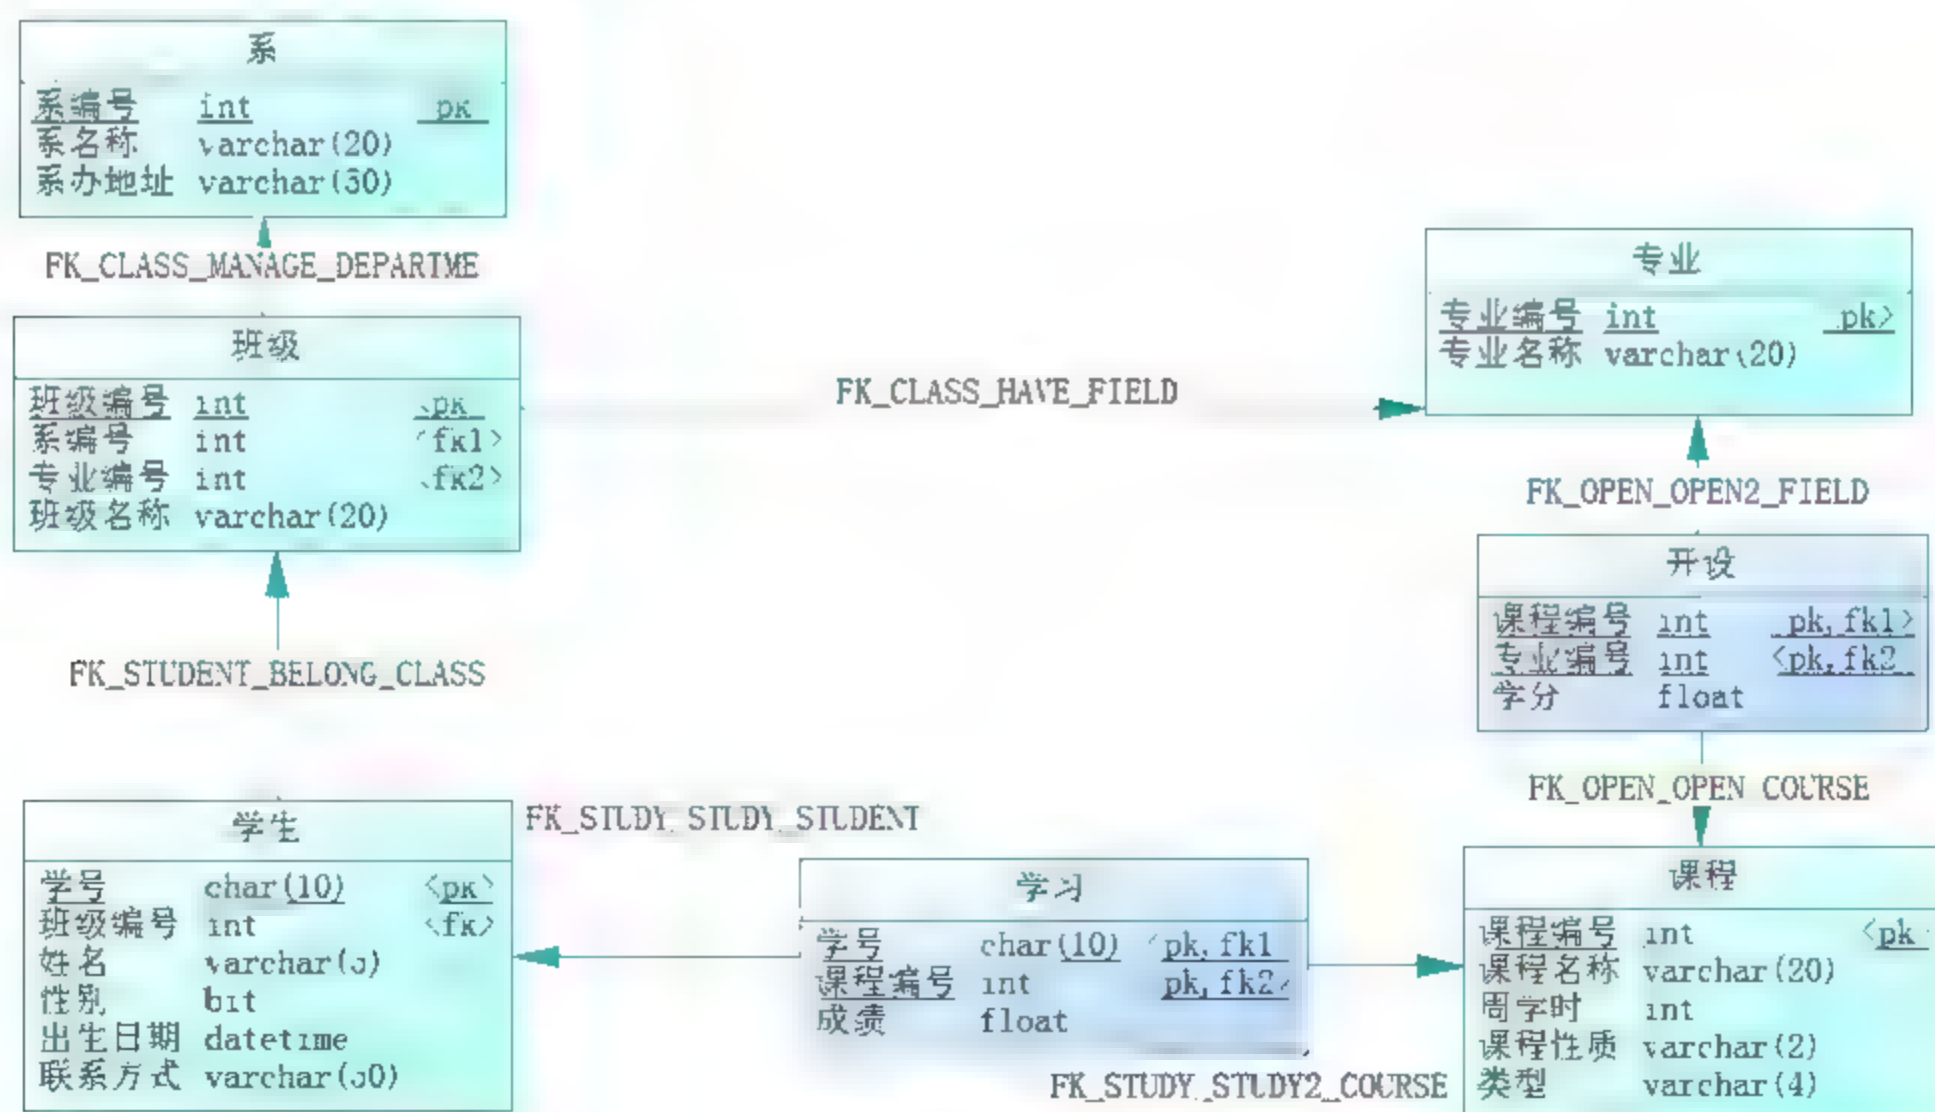 系
系编号 int pk
系名称 varchar(20)
系办地址 varchar(30)
FK_CLASS_MANAGE_DEPARTME
班级
班级编号 int <pk
系编号 int <fk1>
专业编号 int <fk2>
班级名称 varchar(20)
FK_CLASS_HAVE_FIELD
专业
专业编号 int pk>
专业名称 varchar(20)
FK_OPEN_OPEN2_FIELD
开设
课程编号 int pk,fk1>
专业编号 int <pk,fk2
学分 float
FK_OPEN_OPEN_COURSE
FK_STUDENT_BELONG_CLASS
学生
学号 char(10) <pk>
班级编号 int <fk>
姓名
性别 bit
出生日期 datetime
联系方式
FK_STUDY_STUDY_STUDENT
学习
学号 char(10) <pk,fk1
课程编号 int pk,fk2>
成绩 float
FK_STUDY_STUDY2_COURSE
课程
课程编号 int <pk
课程名称 varchar(20)
周学时 int
课程性质 varchar(2)
类型 varchar(4)